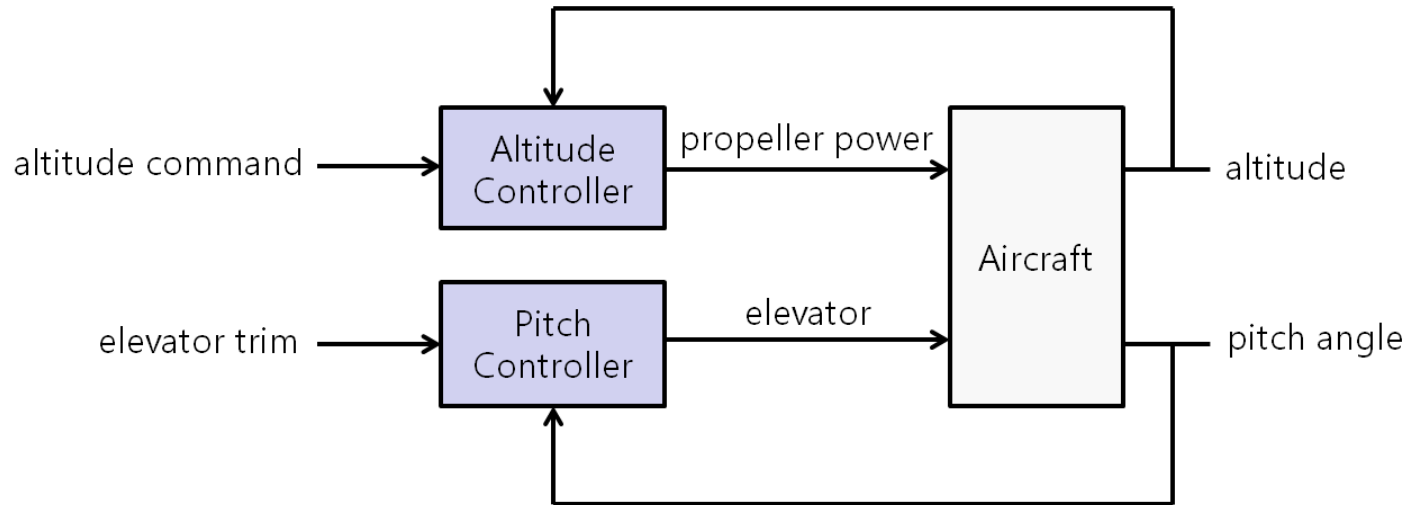 altitude command
Altitude
Controller
propeller power
altitude
Aircraft
elevator trim
Pitch
Controller
elevator
pitch angle